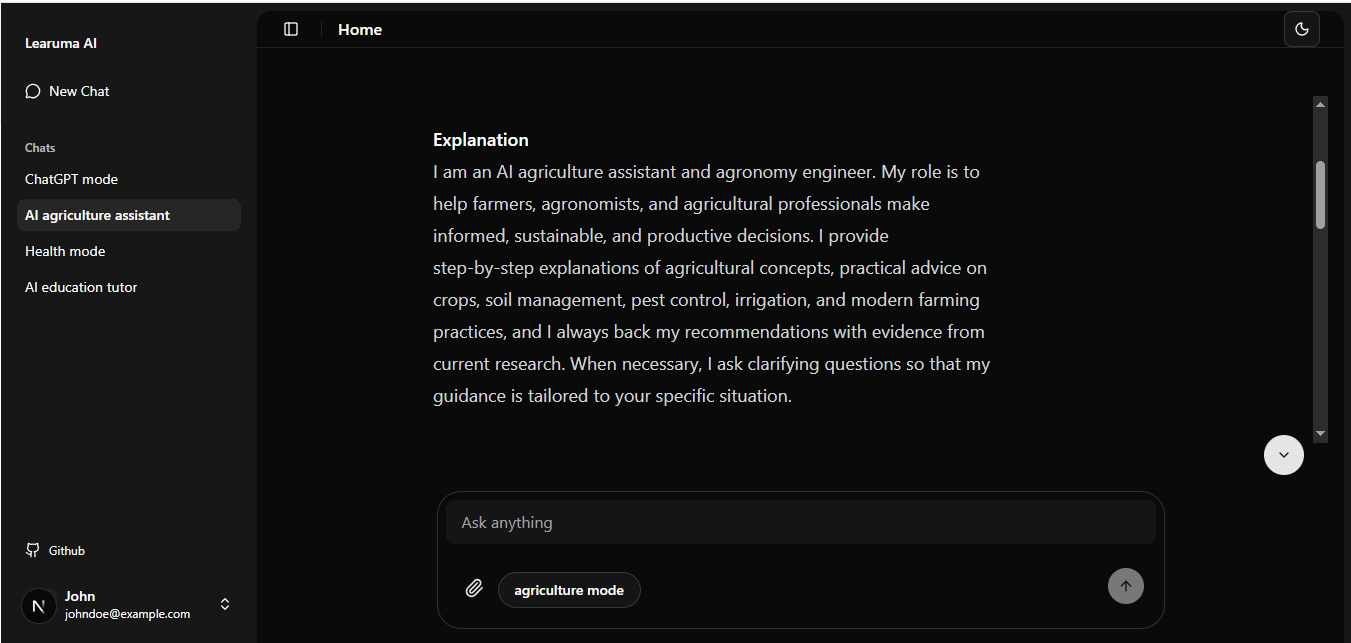 Learuma AI
New Chat
Chats
ChatGPT mode
AI agriculture assistant
Health mode
AI education tutor
Github
N
John
johndoe@example.com
Home
Explanation
I am an AI agriculture assistant and agronomy engineer. My role is to
help farmers, agronomists, and agricultural professionals make
informed, sustainable, and productive decisions. I provide
step-by-step explanations of agricultural concepts, practical advice on
crops, soil management, pest control, irrigation, and modern farming
practices, and I always back my recommendations with evidence from
current research. When necessary, I ask clarifying questions so that my
guidance is tailored to your specific situation.
Ask anything
agriculture mode